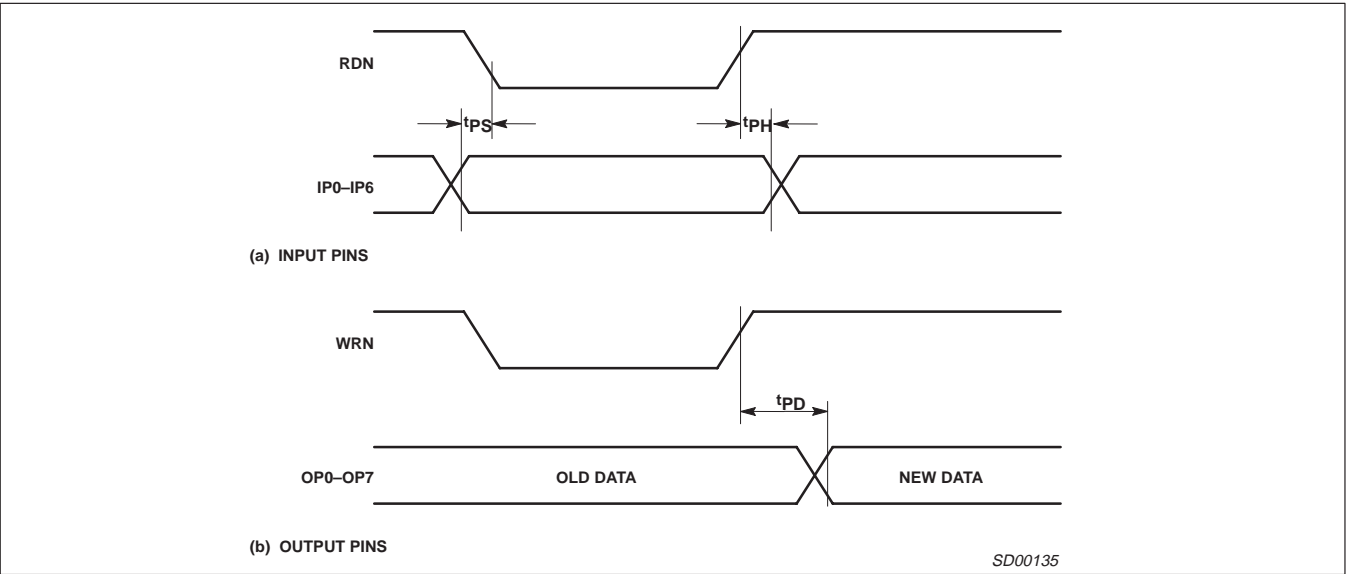 RDN
tPS
tPH
IP0–IP6
(a) INPUT PINS
WRN
tPD
OP0–OP7
OLD DATA
NEW DATA
(b) OUTPUT PINS
SD00135